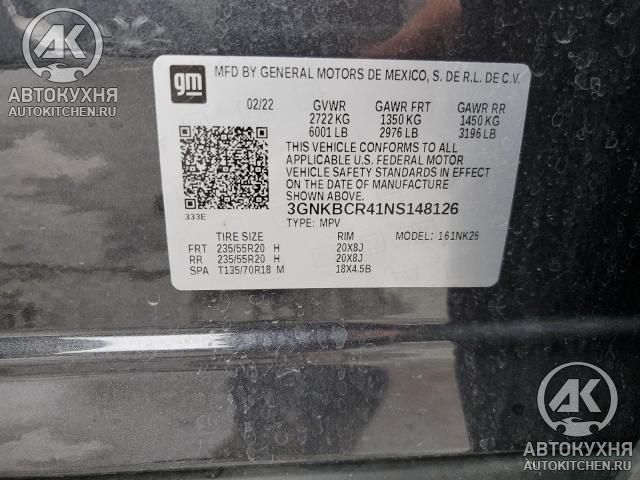 AK
АВТОКУХНЯ
AUTOKITCHEN.RU
gm
MFD BY GENERAL MOTORS DE MEXICO, S. DE R.L. DE C.V.
02/22 GVWR GAWR FRT GAWR RR
2722 KG 1350 KG 1450 KG
6001 LB 2976 LB 3196 LB
THIS VEHICLE CONFORMS TO ALL
APPLICABLE U.S. FEDERAL MOTOR
VEHICLE SAFETY STANDARDS IN EFFECT
ON THE DATE OF MANUFACTURE
SHOWN ABOVE.
333E 3GNKBCR41NS148126
TYPE: MPV MODEL: 161NK26
TIRE SIZE RIM
FRT 235/55R20 H 20X8J
RR 235/55R20 H 20X8J
SPA T135/70R18 M 18X4.5B
AK
АВТОКУХНЯ
AUTOKITCHEN.RU